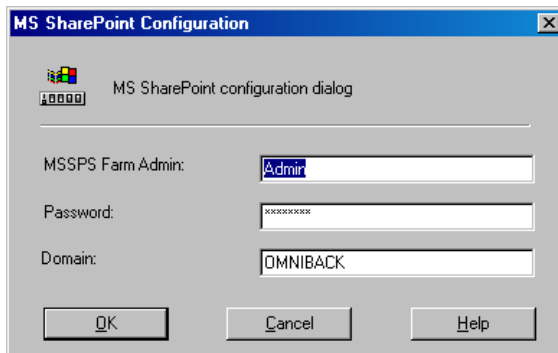 MS SharePoint Configuration
MS SharePoint configuration dialog
MSSPS Farm Admin: Admin
Password: ********
Domain: OMNIBACK
OK Cancel Help